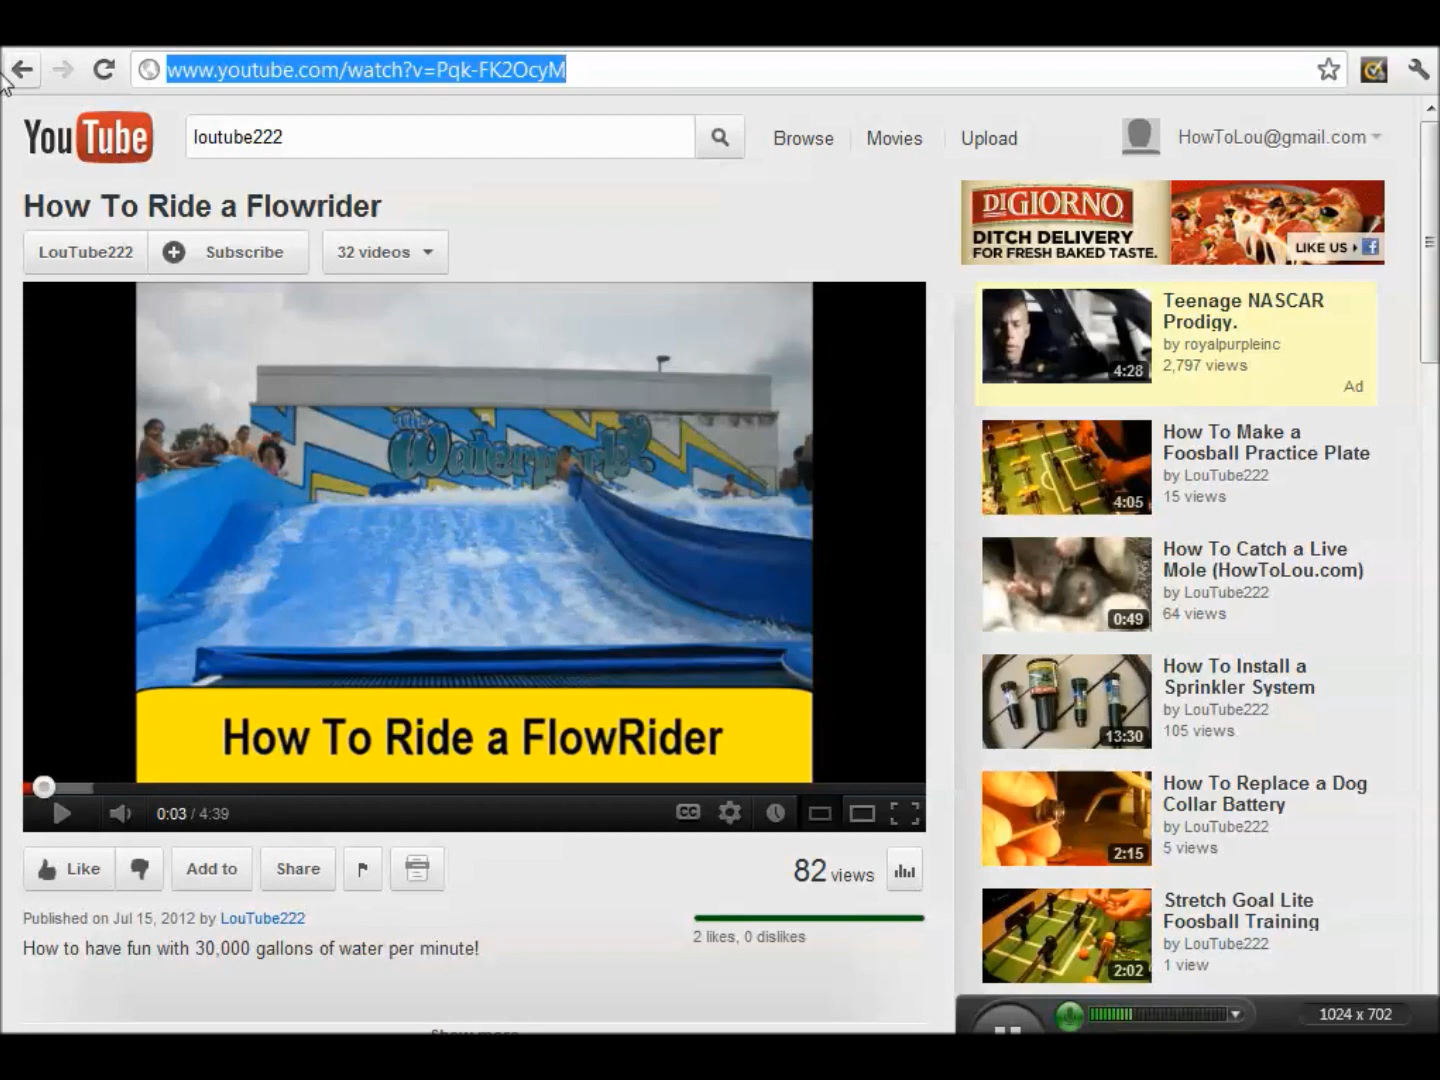 www.youtube.com/watch?v=Pqk-FK2OcyM
YouTube
loutube222
Browse
Movies
Upload
HowToLou@gmail.com
How To Ride a Flowrider
LouTube222
Subscribe
32 videos
DIGIORNO
DITCH DELIVERY
FOR FRESH BAKED TASTE.
LIKE US
f
The Waterpark
How To Ride a FlowRider
0:03 / 4:39
CC
Like
Add to
Share
82 views
Published on Jul 15, 2012 by LouTube222
2 likes, 0 dislikes
How to have fun with 30,000 gallons of water per minute!
Show more
4:28
Teenage NASCAR
Prodigy.
by royalpurpleinc
2,797 views
Ad
4:05
How To Make a
Foosball Practice Plate
by LouTube222
15 views
0:49
How To Catch a Live
Mole (HowToLou.com)
by LouTube222
64 views
13:30
How To Install a
Sprinkler System
by LouTube222
105 views
2:15
How To Replace a Dog
Collar Battery
by LouTube222
5 views
2:02
Stretch Goal Lite
Foosball Training
by LouTube222
1 view
1024 x 702